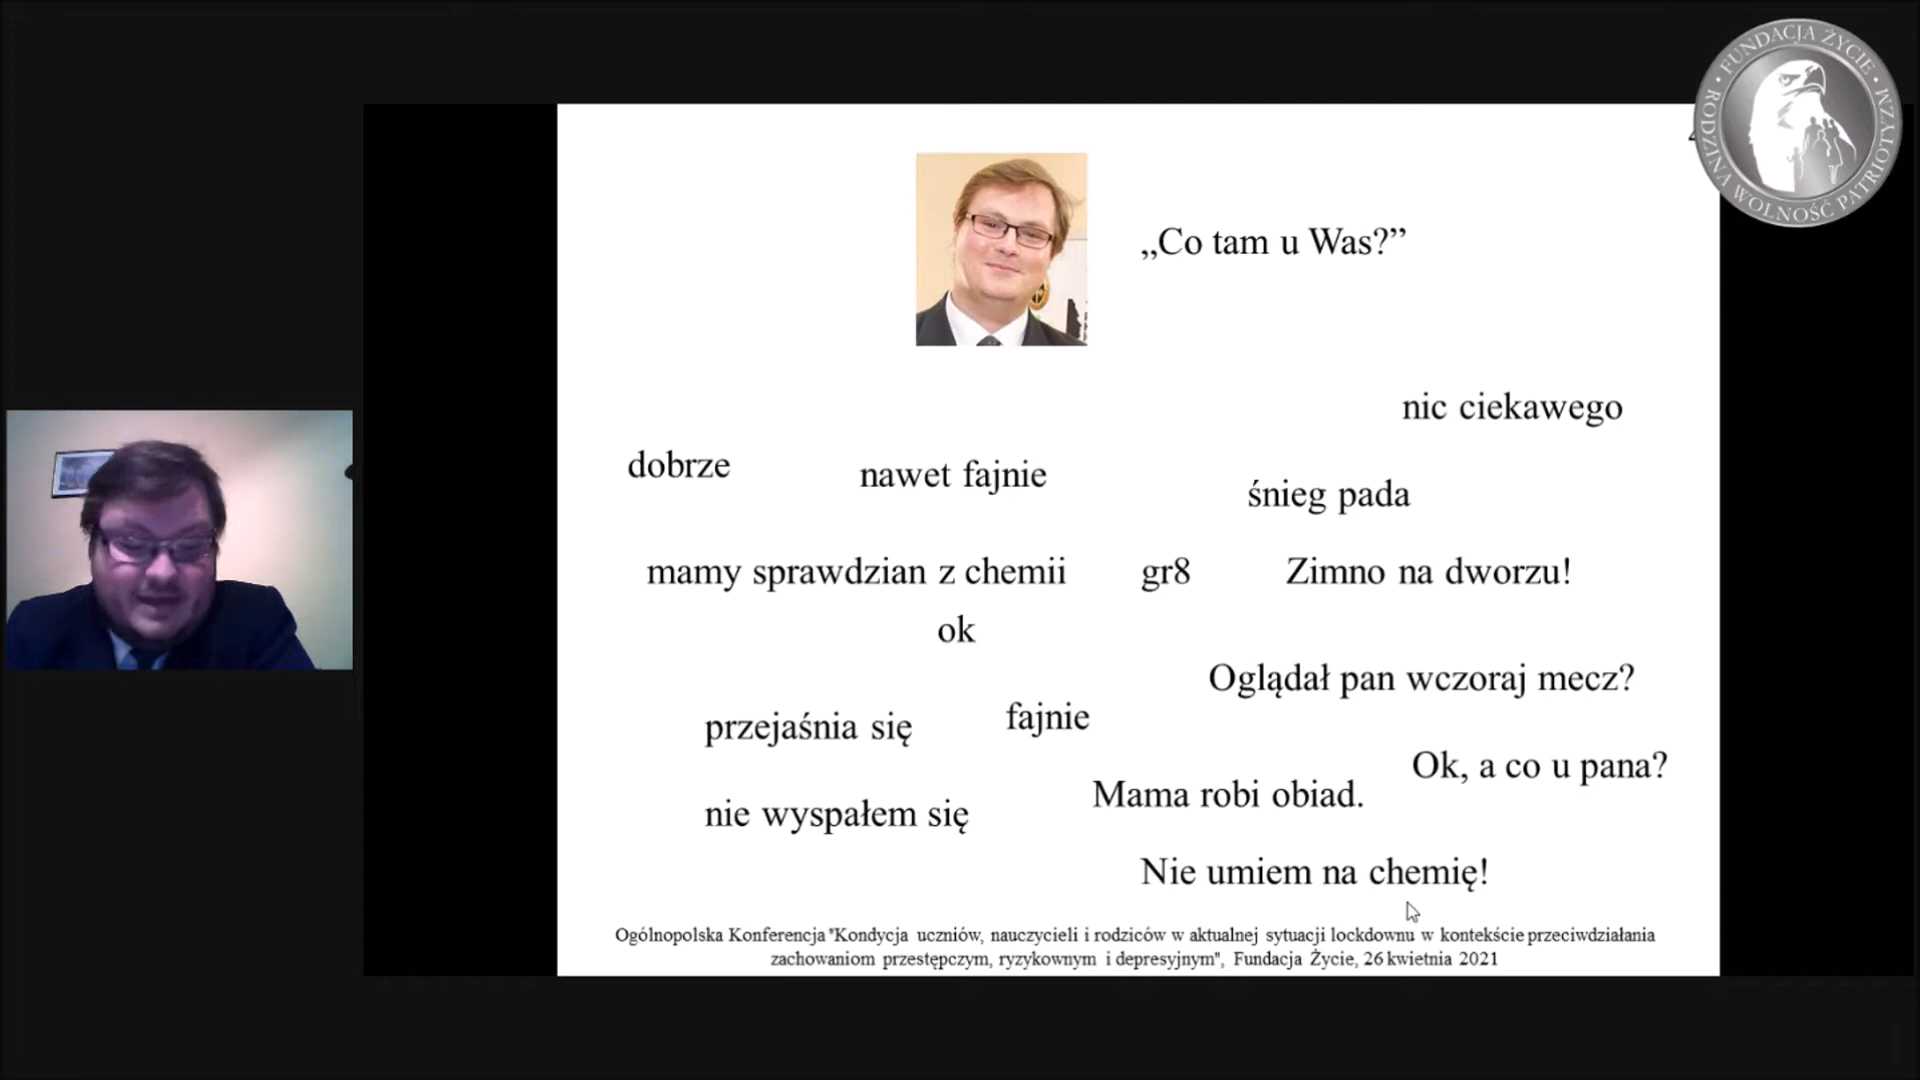 FUNDACJA ŻYCIE • RODZINA WOLNOŚĆ PATRIOTYZM •
„Co tam u Was?”
nic ciekawego
dobrze
nawet fajnie
śnieg pada
mamy sprawdzian z chemii
gr8
Zimno na dworzu!
ok
Oglądał pan wczoraj mecz?
przejaśnia się
fajnie
Ok, a co u pana?
Mama robi obiad.
nie wyspałem się
Nie umiem na chemię!
Ogólnopolska Konferencja "Kondycja uczniów, nauczycieli i rodziców w aktualnej sytuacji lockdownu w kontekście przeciwdziałania
zachowaniom przestępczym, ryzykownym i depresyjnym", Fundacja Życie, 26 kwietnia 2021